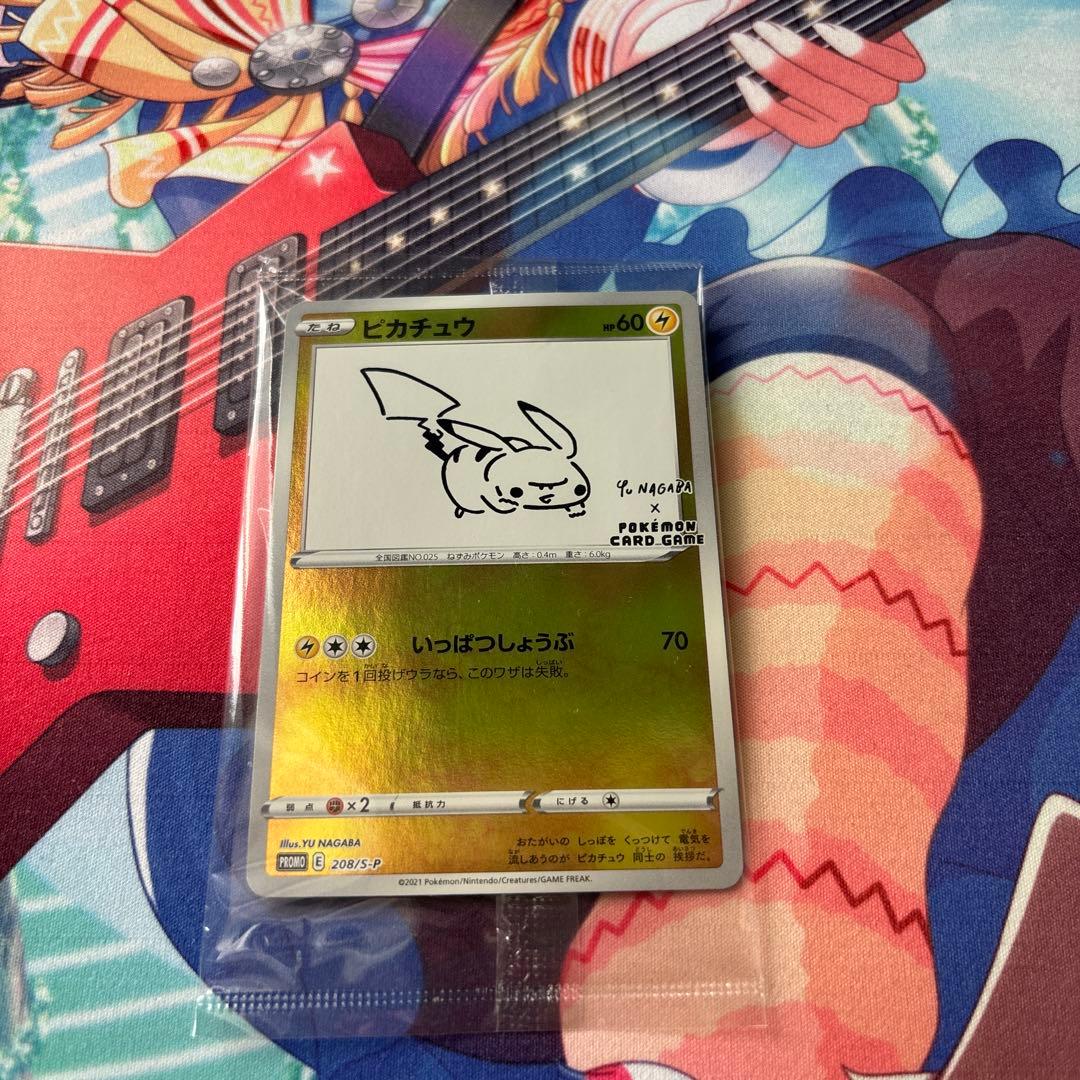 たね ピカチュウ HP60
YU NAGABA
×
POKÉMON
CARD GAME
全国図鑑NO.025 ねずみポケモン 高さ:0.4m 重さ:6.0kg
いっぱつしょうぶ 70
コインを1回投げウラなら、このワザは失敗。
弱点 ×2 抵抗力 にげる
Illus.YU NAGABA
PROMO E 208/S-P
おたがいの しっぽを くっつけて 電気を
流しあうのが ピカチュウ 同士の 挨拶だ。
©2021 Pokémon/Nintendo/Creatures/GAME FREAK.